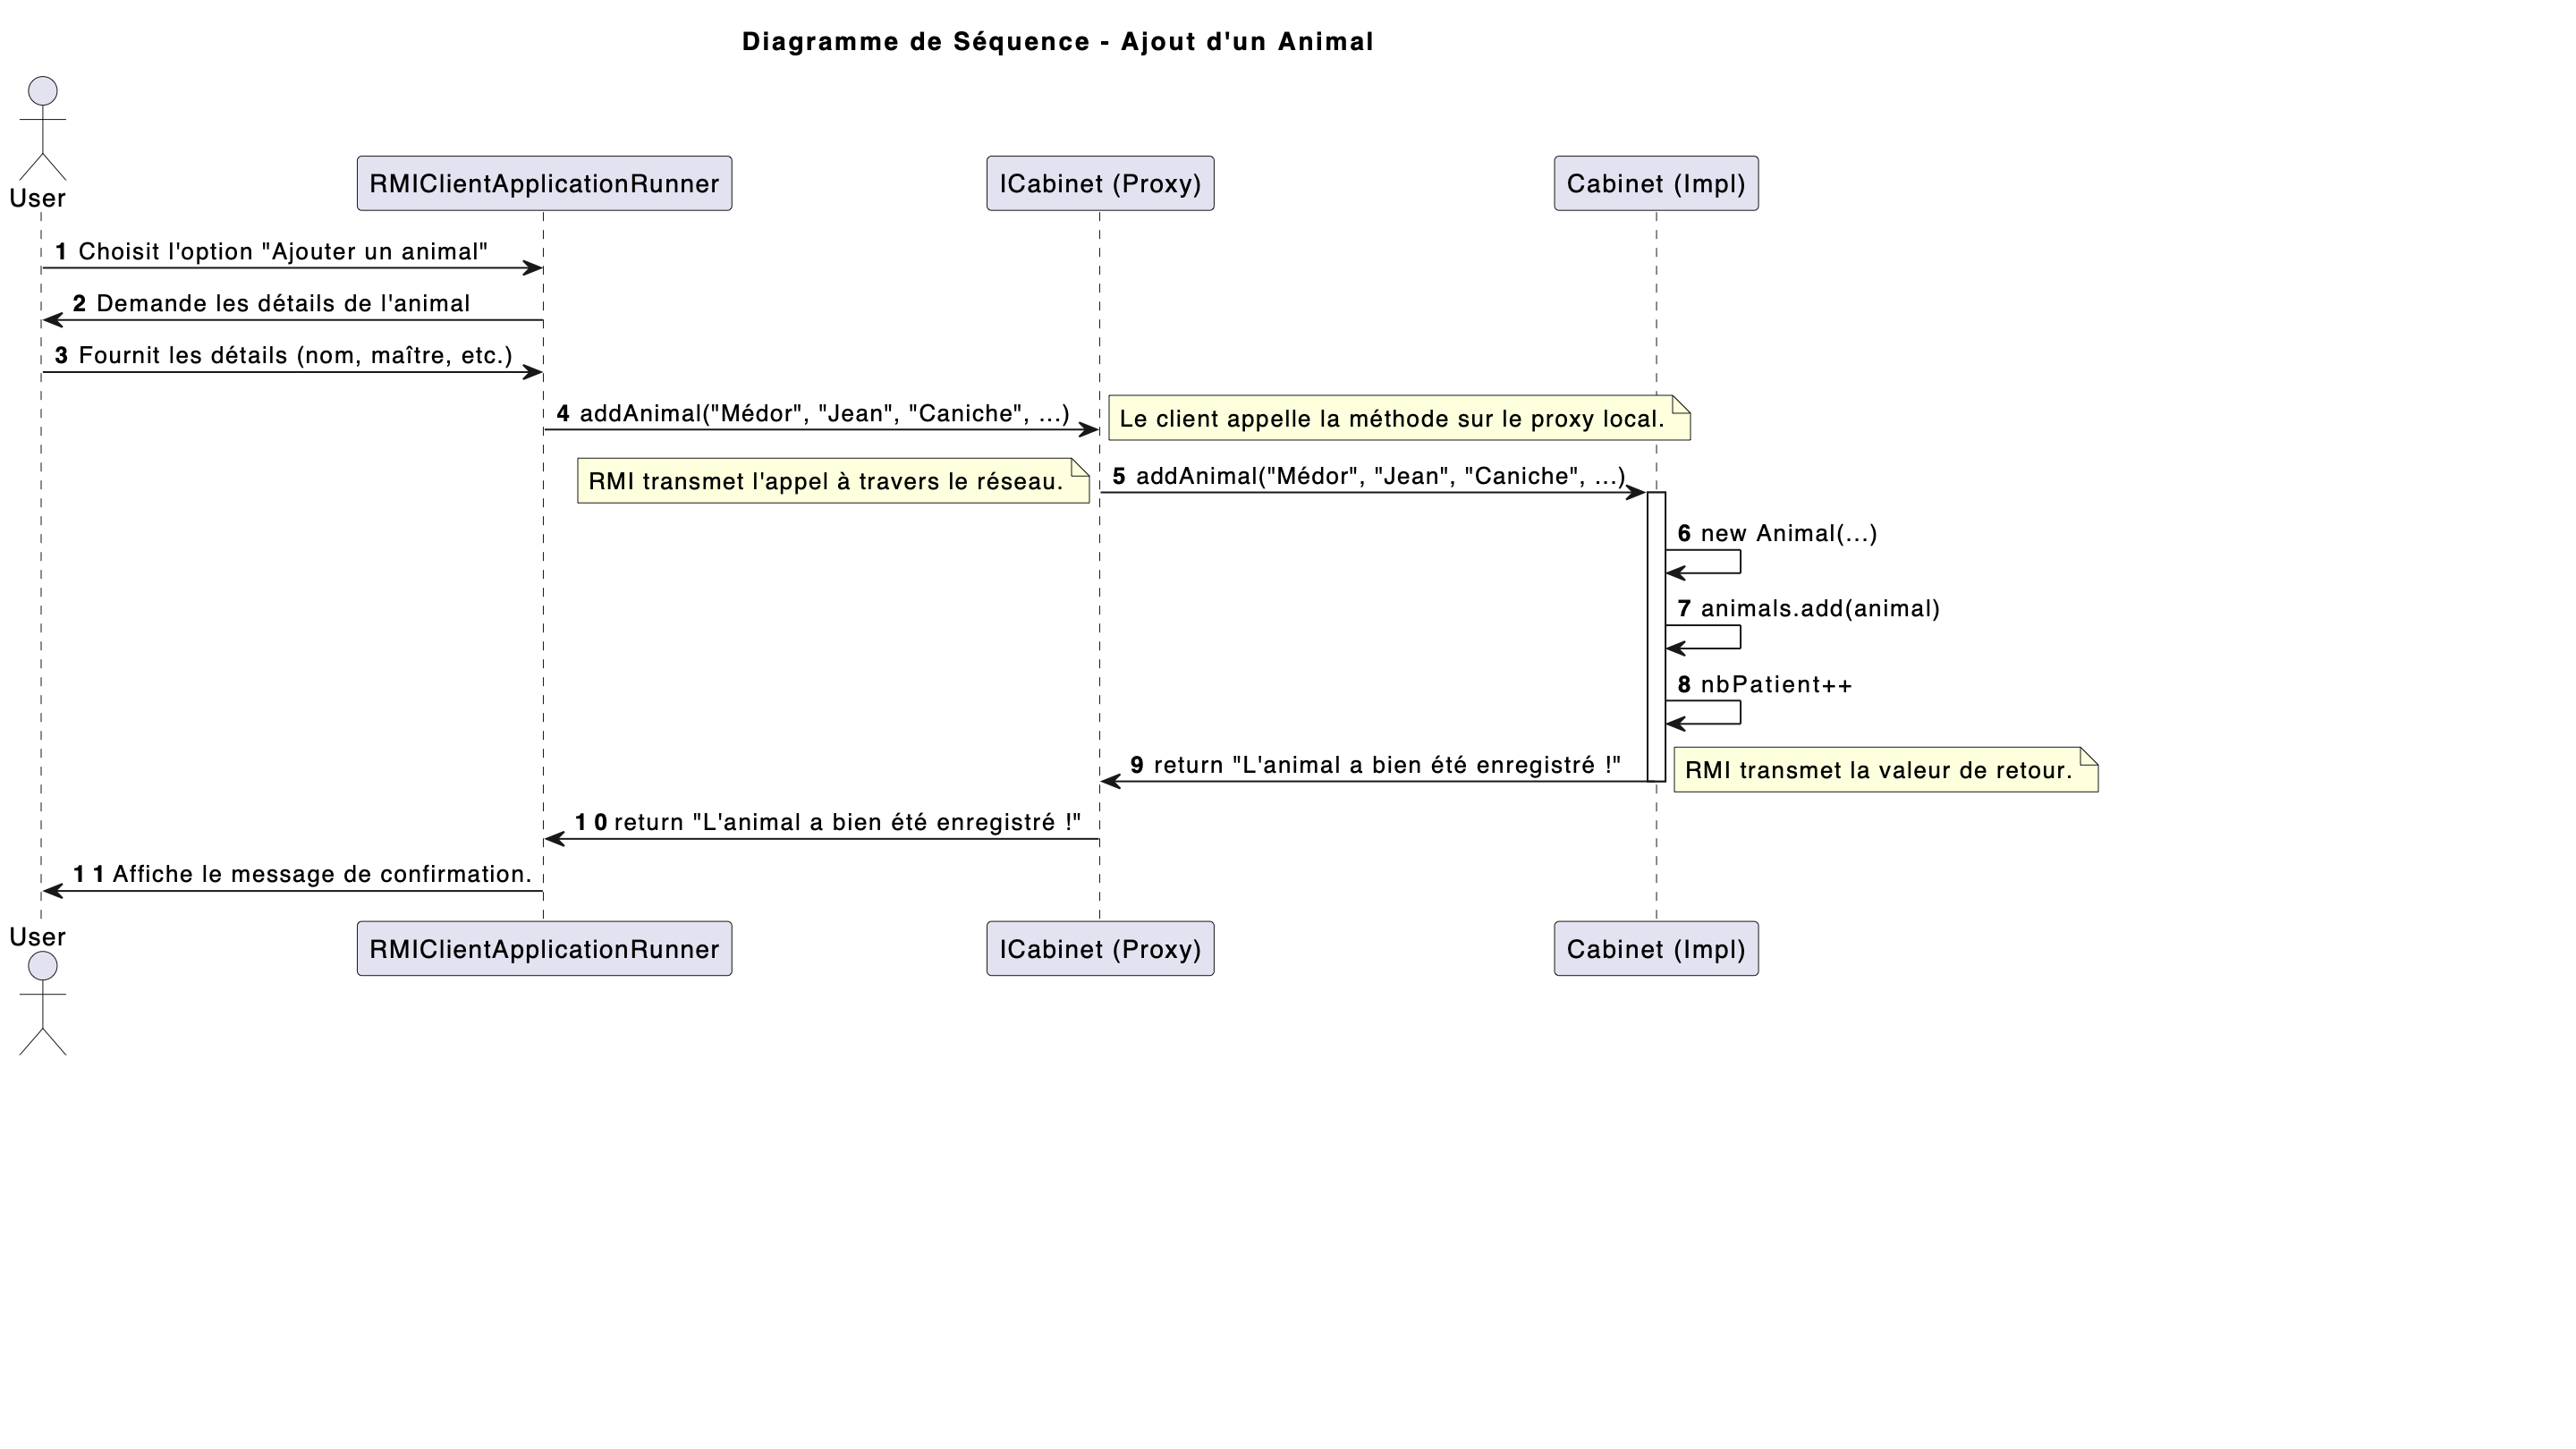 Diagramme de Séquence - Ajout d'un Animal
User
RMIClientApplicationRunner
ICabinet (Proxy)
Cabinet (Impl)
1 Choisit l'option "Ajouter un animal"
2 Demande les détails de l'animal
3 Fournit les détails (nom, maître, etc.)
4 addAnimal("Médor", "Jean", "Caniche", ...)
Le client appelle la méthode sur le proxy local.
RMI transmet l'appel à travers le réseau.
5 addAnimal("Médor", "Jean", "Caniche", ...)
6 new Animal(...)
7 animals.add(animal)
8 nbPatient++
9 return "L'animal a bien été enregistré !"
RMI transmet la valeur de retour.
10 return "L'animal a bien été enregistré !"
11 Affiche le message de confirmation.
User
RMIClientApplicationRunner
ICabinet (Proxy)
Cabinet (Impl)